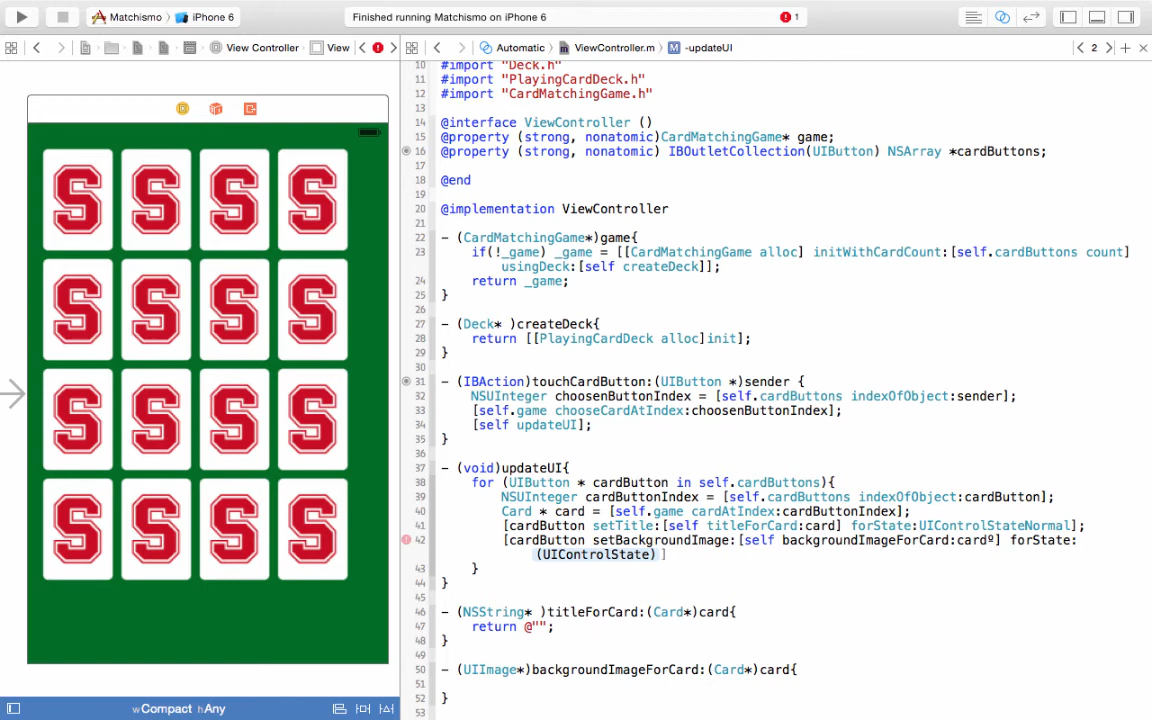 Matchismo iPhone 6 Finished running Matchismo on iPhone 6 1
View Controller View Automatic ViewController.m M -updateUI 2
10 #import "Deck.h"
11 #import "PlayingCardDeck.h"
12 #import "CardMatchingGame.h"
13
14 @interface ViewController ()
15 @property (strong, nonatomic)CardMatchingGame* game;
16 @property (strong, nonatomic) IBOutletCollection(UIButton) NSArray *cardButtons;
17
18 @end
19
20 @implementation ViewController
21
22 - (CardMatchingGame*)game{
23 if(!_game) _game = [[CardMatchingGame alloc] initWithCardCount:[self.cardButtons count]
usingDeck:[self createDeck]];
24 return _game;
25 }
26
27 - (Deck* )createDeck{
28 return [[PlayingCardDeck alloc]init];
29 }
30
31 - (IBAction)touchCardButton:(UIButton *)sender {
32 NSUInteger choosenButtonIndex = [self.cardButtons indexOfObject:sender];
33 [self.game chooseCardAtIndex:choosenButtonIndex];
34 [self updateUI];
35 }
36
37 - (void)updateUI{
38 for (UIButton * cardButton in self.cardButtons){
39 NSUInteger cardButtonIndex = [self.cardButtons indexOfObject:cardButton];
40 Card * card = [self.game cardAtIndex:cardButtonIndex];
41 [cardButton setTitle:[self titleForCard:card] forState:UIControlStateNormal];
42 [cardButton setBackgroundImage:[self backgroundImageForCard:cardº] forState:
(UIControlState) ]
43 }
44 }
45
46 - (NSString* )titleForCard:(Card*)card{
47 return @"";
48 }
49
50 - (UIImage*)backgroundImageForCard:(Card*)card{
51
52 }
53
S S S S
S S S S
S S S S
S S S S
wCompact hAny